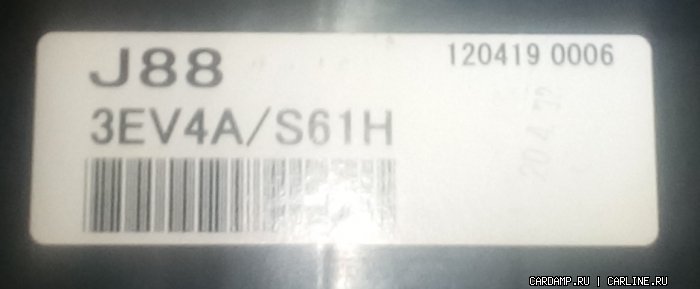 J88
120419 0006
3EV4A/S61H
CARDAMP.RU | CARLINE.RU